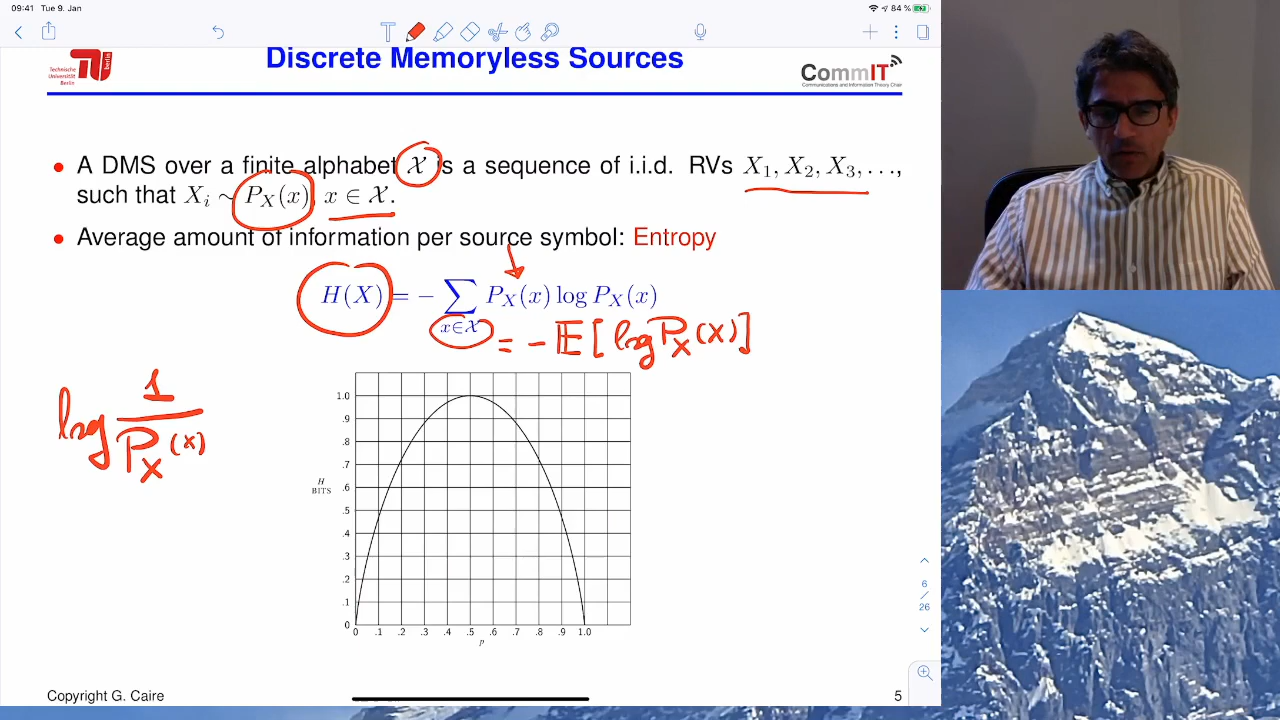 09:41 Tue 9. Jan
84 %
Discrete Memoryless Sources
Technische
Universität
Berlin
CommIT
Communications and Information Theory Chair
• A DMS over a finite alphabet 𝒳 is a sequence of i.i.d. RVs X₁, X₂, X₃, . . .,
such that Xᵢ ∼ P_X(x), x ∈ 𝒳.
• Average amount of information per source symbol: Entropy
H(X) = − ∑ P_X(x) log P_X(x)
x∈𝒳
= - 𝔼[log P_X(X)]
log 1/P_X(x)
1.0
.9
.8
.7
H
BITS
.6
.5
.4
.3
.2
.1
0
0 .1 .2 .3 .4 .5 .6 .7 .8 .9 1.0
p
6
/
26
Copyright G. Caire
5